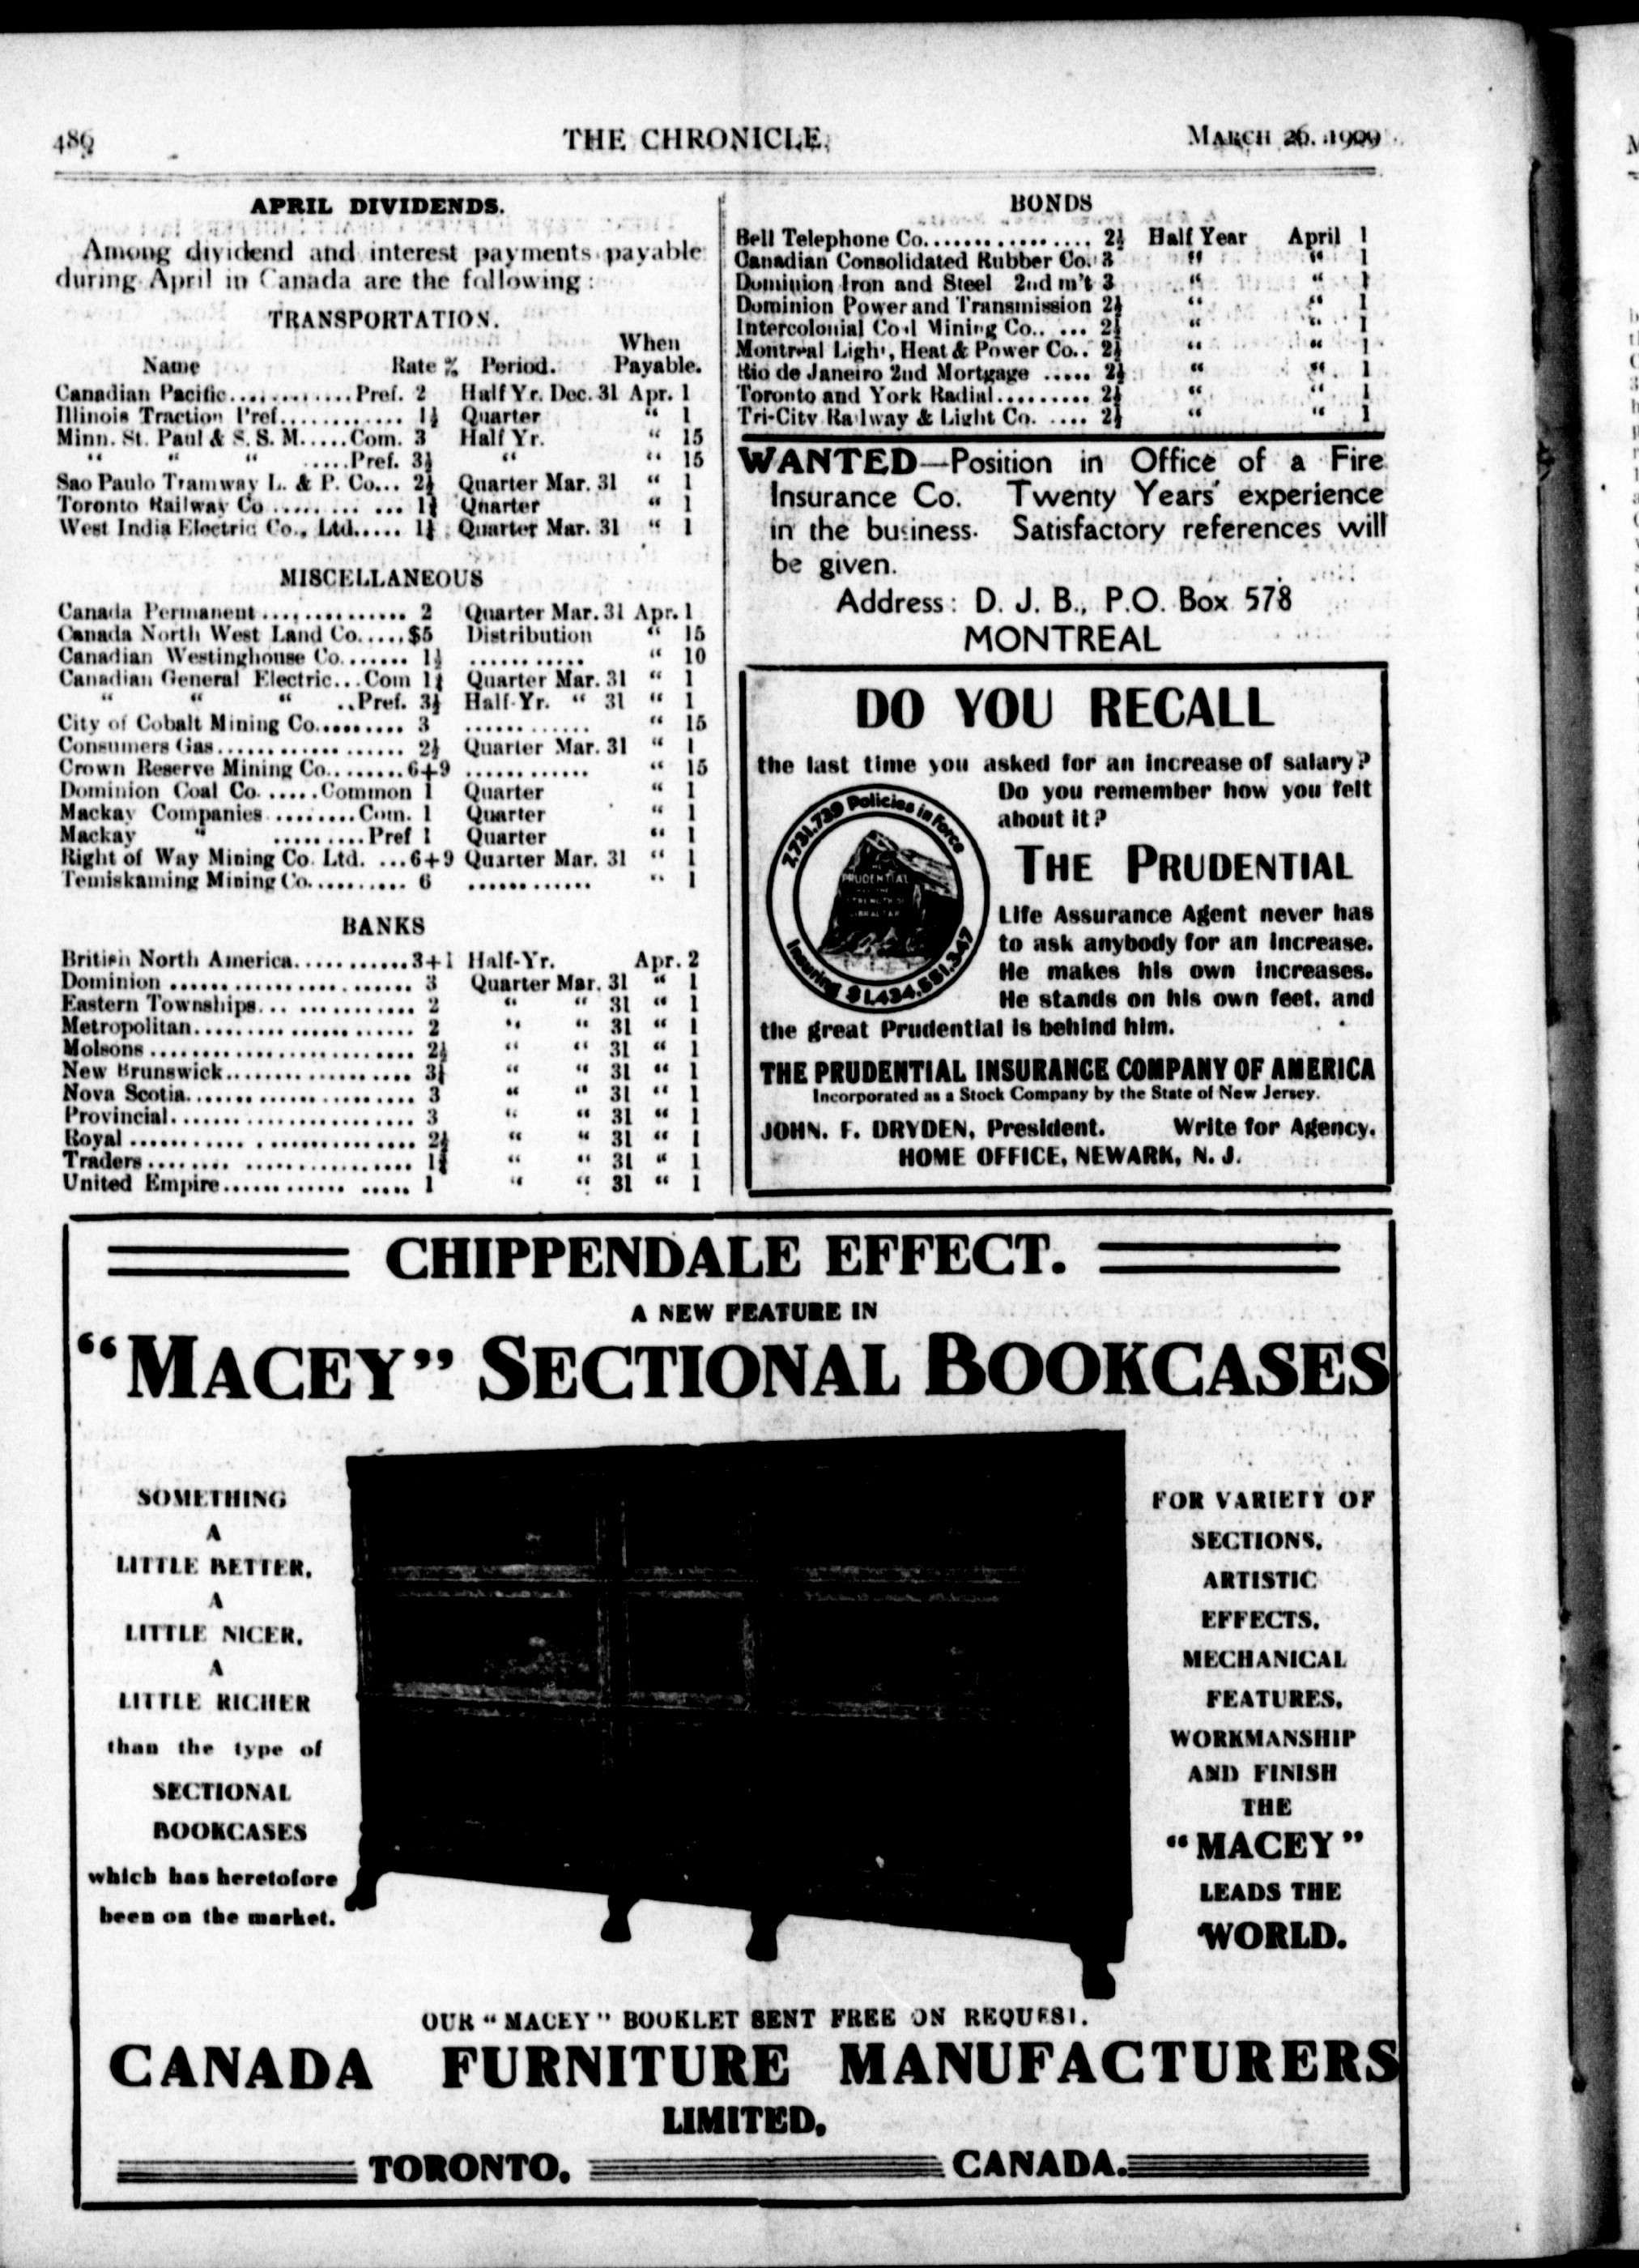 THE CHRONICLE.
MARCH 26, 1909
APRIL DIVIDENDS.
Among dividend and interest payments payable
during April in Canada are the following:
TRANSPORTATION.
When
Name Rate % Period. Payable.
Canadian Pacific............Pref. 2 Half Yr. Dec. 31 Apr. 1
Illinois Traction Pref............ 1½ Quarter " 1
Minn. St. Paul & S. S. M.....Com. 3 Half Yr. " 15
" " " .....Pref. 3½ " " 15
Sao Paulo Tramway L. & P. Co... 2½ Quarter Mar. 31 " 1
Toronto Railway Co ......... ... 1¾ Quarter " 1
West India Electric Co., Ltd..... 1¼ Quarter Mar. 31 " 1
MISCELLANEOUS
Canada Permanent ............... 2 Quarter Mar. 31 Apr. 1
Canada North West Land Co.....$5 Distribution " 15
Canadian Westinghouse Co....... 1½ ........... " 10
Canadian General Electric...Com 1¾ Quarter Mar. 31 " 1
" " " ..Pref. 3½ Half-Yr. " 31 " 1
City of Cobalt Mining Co......... 3 ............ " 15
Consumers Gas................... 2½ Quarter Mar. 31 " 1
Crown Reserve Mining Co........6+9 ............ " 15
Dominion Coal Co. .....Common 1 Quarter " 1
Mackay Companies ........Com. 1 Quarter " 1
Mackay " .........Pref 1 Quarter " 1
Right of Way Mining Co. Ltd. ...6+9 Quarter Mar. 31 " 1
Temiskaming Mining Co.......... 6 ............ " 1
BANKS
British North America...........3+1 Half-Yr. Apr. 2
Dominion ........................ 3 Quarter Mar. 31 " 1
Eastern Townships... ............ 2 " " 31 " 1
Metropolitan...................... 2 " " 31 " 1
Molsons .......................... 2½ " " 31 " 1
New Brunswick................... 3¼ " " 31 " 1
Nova Scotia....................... 3 " " 31 " 1
Provincial........................ 3 " " 31 " 1
Royal ........... ............... 2½ " " 31 " 1
Traders ........ ................. 1¾ " " 31 " 1
United Empire............ ..... 1 " " 31 " 1
BONDS
Bell Telephone Co................. 2½ Half Year April 1
Canadian Consolidated Rubber Co. 3 " " 1
Dominion Iron and Steel 2nd m't 3 " " 1
Dominion Power and Transmission 2½ " " 1
Intercolonial Coal Mining Co.. ... 2½ " " 1
Montreal Light, Heat & Power Co.. 2½ " " 1
Rio de Janeiro 2nd Mortgage ..... 2½ " " 1
Toronto and York Radial......... 2½ " " 1
Tri-City Railway & Light Co. .... 2½ " " 1
WANTED—Position in Office of a Fire
Insurance Co. Twenty Years' experience
in the business. Satisfactory references will
be given.
Address: D. J. B., P.O. Box 578
MONTREAL
DO YOU RECALL
the last time you asked for an increase of salary?
Do you remember how you felt
about it?
THE PRUDENTIAL
Life Assurance Agent never has
to ask anybody for an increase.
He makes his own increases.
He stands on his own feet, and
the great Prudential is behind him.
7,731,739 Policies in force
THE
PRUDENTIAL
HAS THE
STRENGTH OF
GIBRALTAR
Insuring $1,434,551,347
THE PRUDENTIAL INSURANCE COMPANY OF AMERICA
Incorporated as a Stock Company by the State of New Jersey.
JOHN. F. DRYDEN, President. Write for Agency.
HOME OFFICE, NEWARK, N. J.
CHIPPENDALE EFFECT.
A NEW FEATURE IN
"MACEY" SECTIONAL BOOKCASES
SOMETHING
A
LITTLE BETTER,
A
LITTLE NICER,
A
LITTLE RICHER
than the type of
SECTIONAL
BOOKCASES
which has heretofore
been on the market.
FOR VARIETY OF
SECTIONS,
ARTISTIC
EFFECTS,
MECHANICAL
FEATURES,
WORKMANSHIP
AND FINISH
THE
"MACEY"
LEADS THE
WORLD.
OUR "MACEY" BOOKLET SENT FREE ON REQUEST.
CANADA FURNITURE MANUFACTURERS
LIMITED,
TORONTO, CANADA.